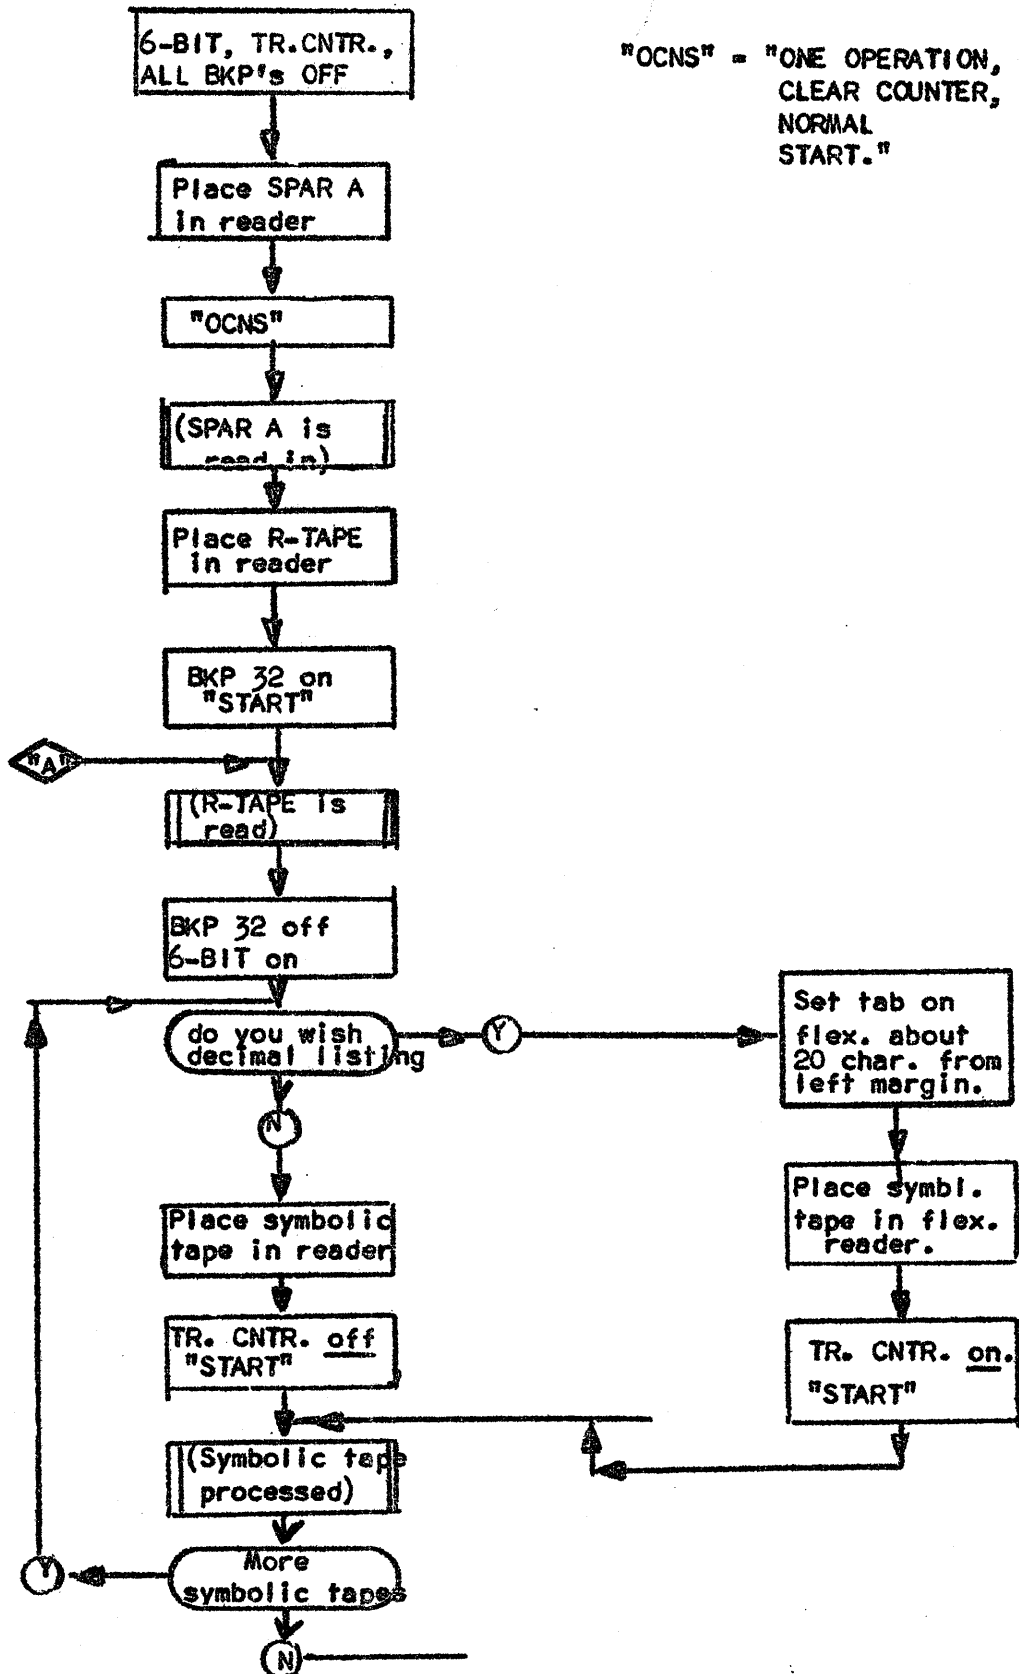 6-BIT, TR.CNTR.,
ALL BKP's OFF
"OCNS" = "ONE OPERATION,
CLEAR COUNTER,
NORMAL
START."
Place SPAR A
in reader
"OCNS"
(SPAR A is
read in)
Place R-TAPE
in reader
BKP 32 on
"START"
"A"
(R-TAPE is
read)
BKP 32 off
6-BIT on
do you wish
decimal listing
Y
Set tab on
flex. about
20 char. from
left margin.
N
Place symbolic
tape in reader
Place symbl.
tape in flex.
reader.
TR. CNTR. off
"START"
TR. CNTR. on.
"START"
(Symbolic tape
processed)
More
symbolic tapes
Y
N